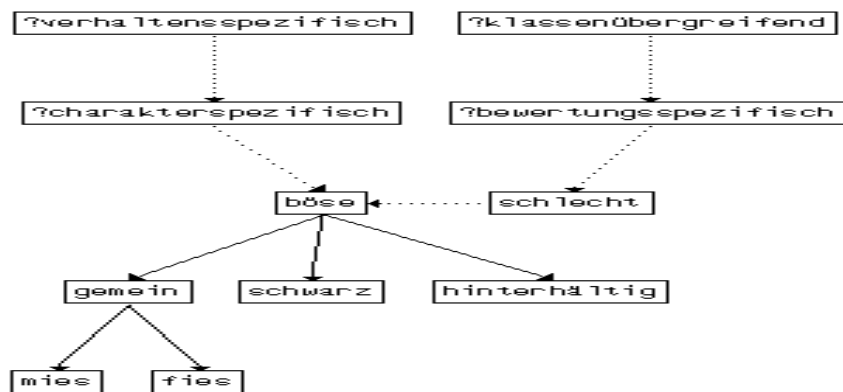 ?verhaltensspezifisch
?klassenübergreifend
?charakterspezifisch
?bewertungsspezifisch
böse
schlecht
gemein
schwarz
hinterhältig
mies
fies